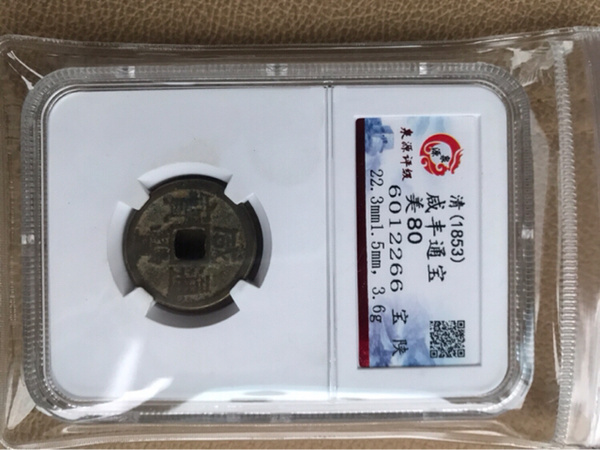 清(1853)
咸丰通宝
美80
6012266 宝 陕
22.3mm1.5mm, 3.6g
泉源评级